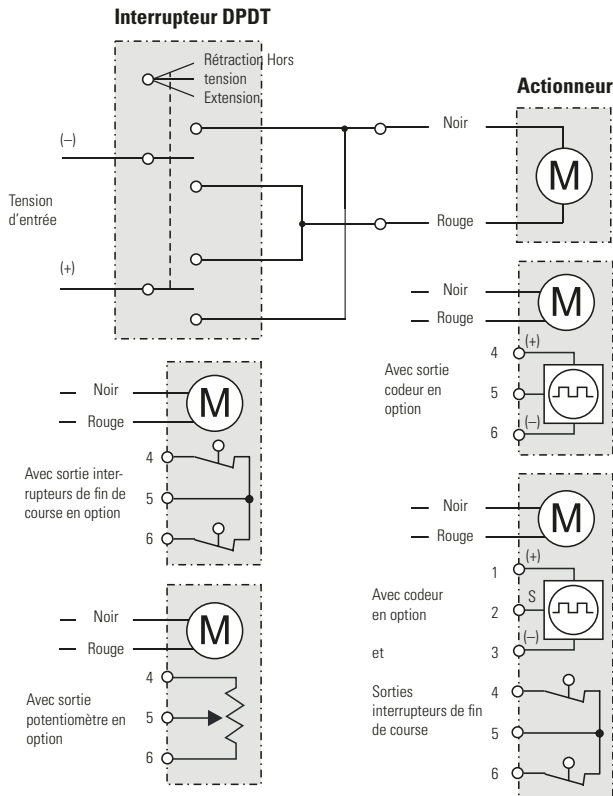 Interrupteur DPDT
Rétraction Hors
tension
Extension
(–)
Tension
d'entrée
(+)
Noir
Rouge
Actionneur
M
Noir
Rouge
M
Avec sortie
codeur en
option
4
(+)
5
6
(–)
Noir
Rouge
M
Avec sortie inter-
rupteurs de fin de
course en option
4
5
6
Noir
Rouge
M
Avec codeur
en option
et
Sorties
interrupteurs de fin
de course
1
(+)
2
S
3
(–)
4
5
6
Noir
Rouge
M
Avec sortie
potentiomètre en
option
4
5
6